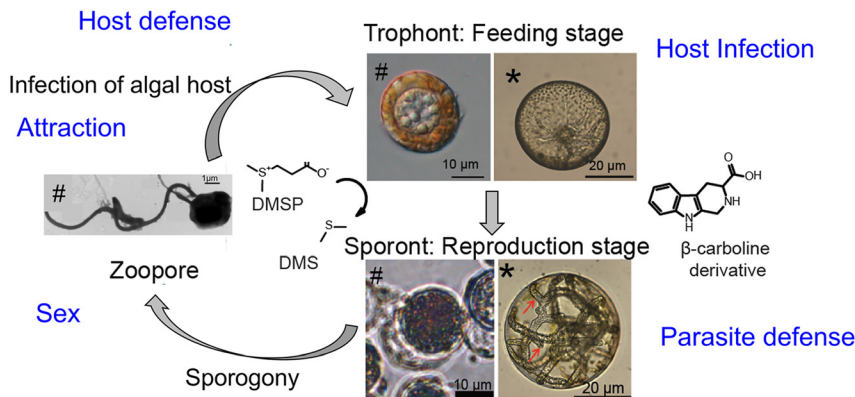 Host defense
Trophont: Feeding stage
Host Infection
Infection of algal host
Attraction
#
*
10 µm
20 µm
#
1µm
S⁺
O
O⁻
DMSP
S
DMS
Zoopore
O
OH
NH
N
H
β-carboline
derivative
Sporont: Reproduction stage
#
*
10 µm
20 µm
Sex
Parasite defense
Sporogony